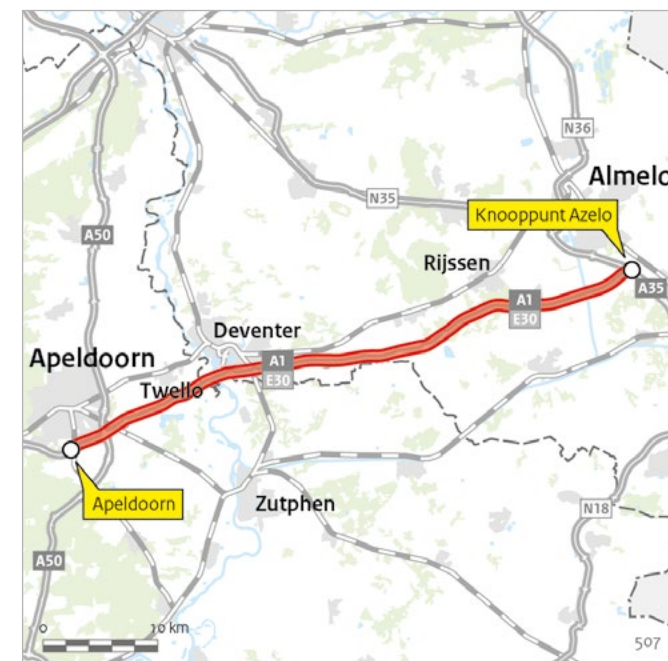 N36
Almelo
N35
Knooppunt Azelo
A50
Rijssen
A35
A1
E30
Deventer
A1
E30
Apeldoorn
Twello
Apeldoorn
Zutphen
N18
A50
0
10 km
507